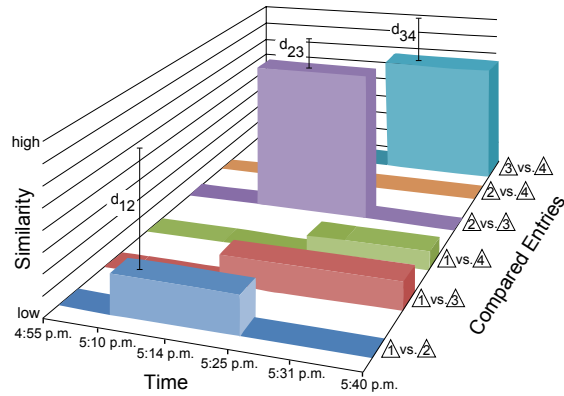 d34
d23
high
d12
Similarity
low
3 vs. 4
2 vs. 4
2 vs. 3
1 vs. 4
1 vs. 3
1 vs. 2
Compared Entries
4:55 p.m.
5:10 p.m.
5:14 p.m.
5:25 p.m.
5:31 p.m.
5:40 p.m.
Time